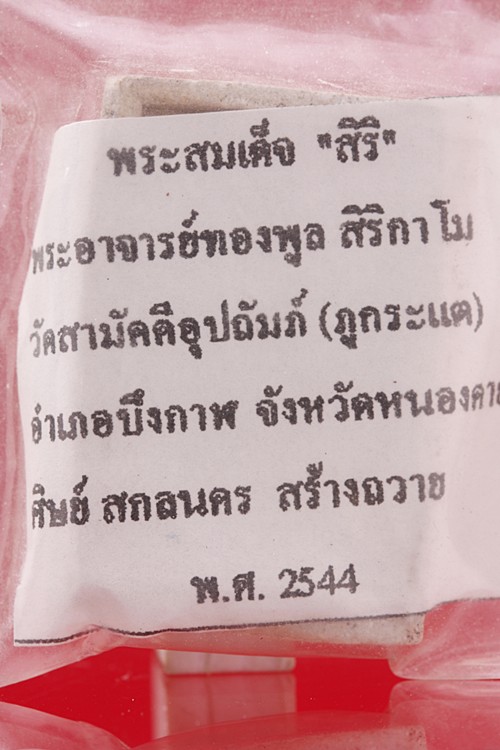 พระสมเด็จ "สิริ"
พระอาจารย์ทองพูล สิริกาโม
วัดสามัคคีอุปถัมภ์ (ภูกระแต)
อำเภอบึงกาฬ จังหวัดหนองคาย
ศิษย์ สกลนคร สร้างถวาย
พ.ศ. 2544